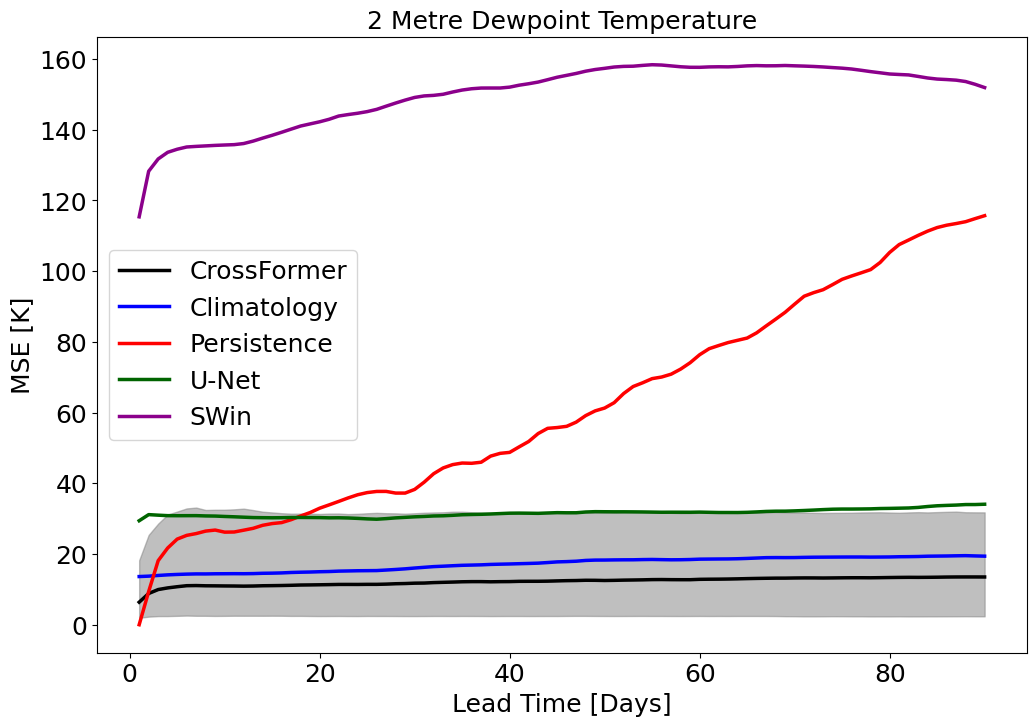 2 Metre Dewpoint Temperature
MSE [K]
160
140
120
100
80
60
40
20
0
CrossFormer
Climatology
Persistence
U-Net
SWin
0 20 40 60 80
Lead Time [Days]